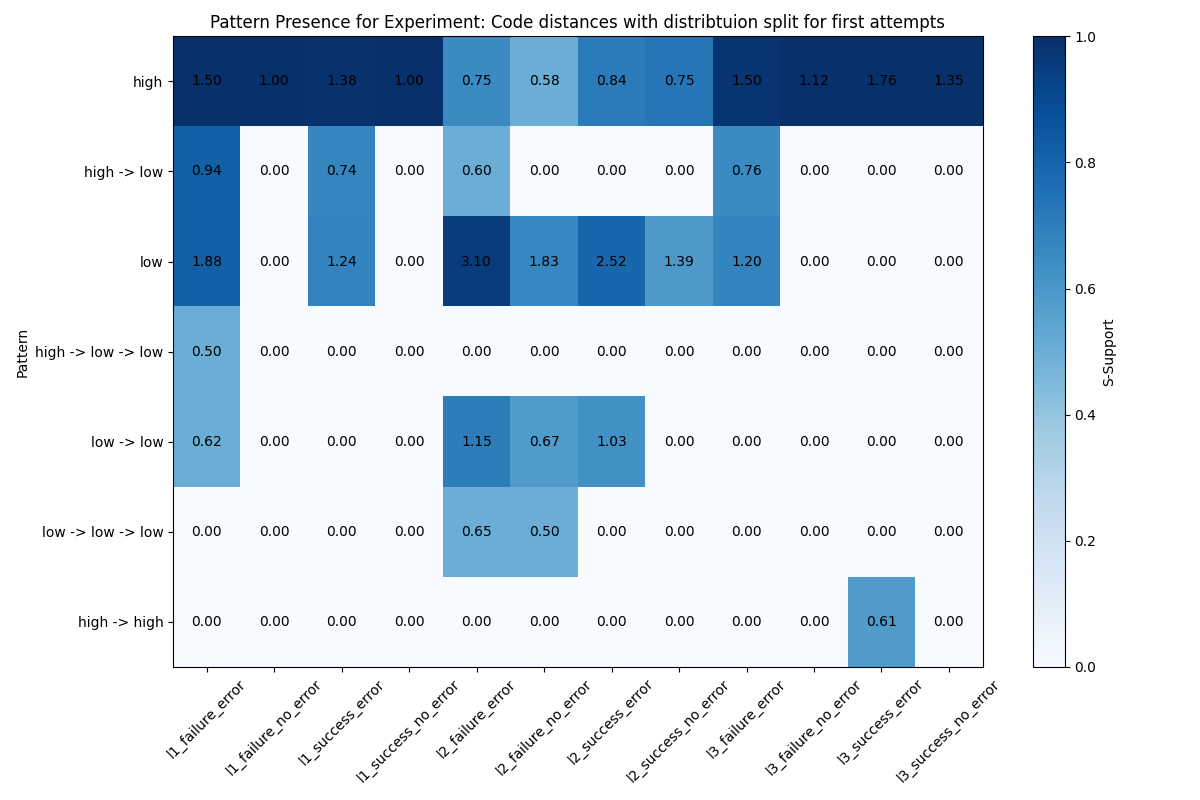 Pattern Presence for Experiment: Code distances with distribtuion split for first attempts
high 1.50 1.00 1.38 1.00 0.75 0.58 0.84 0.75 1.50 1.12 1.76 1.35
high -> low 0.94 0.00 0.74 0.00 0.60 0.00 0.00 0.00 0.76 0.00 0.00 0.00
low 1.88 0.00 1.24 0.00 3.10 1.83 2.52 1.39 1.20 0.00 0.00 0.00
high -> low -> low 0.50 0.00 0.00 0.00 0.00 0.00 0.00 0.00 0.00 0.00 0.00 0.00
low -> low 0.62 0.00 0.00 0.00 1.15 0.67 1.03 0.00 0.00 0.00 0.00 0.00
low -> low -> low 0.00 0.00 0.00 0.00 0.65 0.50 0.00 0.00 0.00 0.00 0.00 0.00
high -> high 0.00 0.00 0.00 0.00 0.00 0.00 0.00 0.00 0.00 0.00 0.61 0.00
Pattern
l1_failure_error
l1_failure_no_error
l1_success_error
l1_success_no_error
l2_failure_error
l2_failure_no_error
l2_success_error
l2_success_no_error
l3_failure_error
l3_failure_no_error
l3_success_error
l3_success_no_error
1.0
0.8
0.6
0.4
0.2
0.0
S-Support